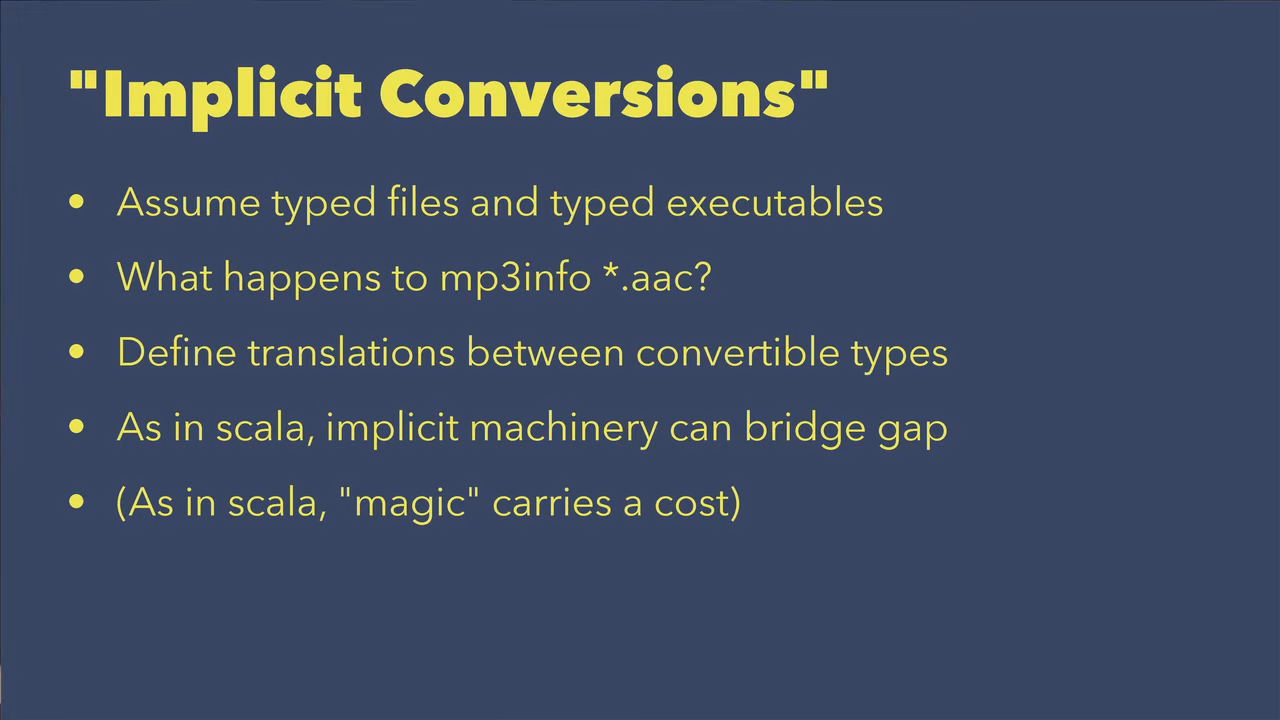 "Implicit Conversions"
• Assume typed files and typed executables
• What happens to mp3info *.aac?
• Define translations between convertible types
• As in scala, implicit machinery can bridge gap
• (As in scala, "magic" carries a cost)